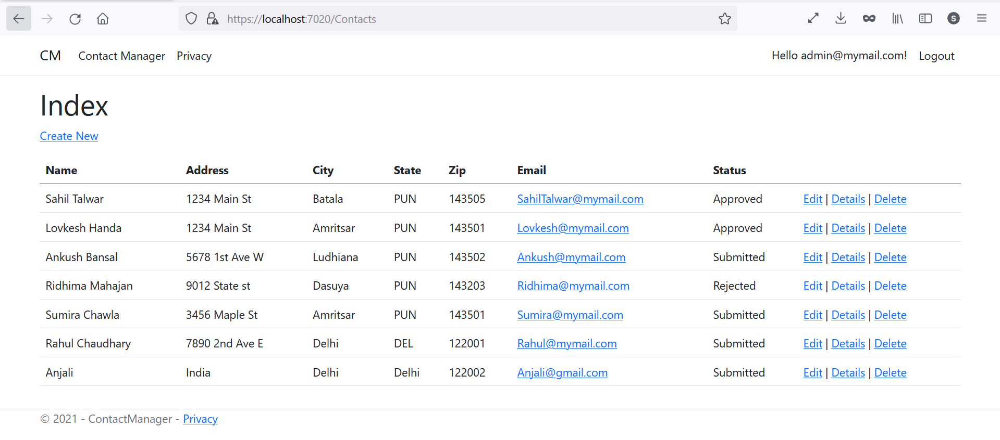 https://localhost:7020/Contacts
S
CM Contact Manager Privacy Hello admin@mymail.com! Logout
Index
Create New
Name Address City State Zip Email Status
Sahil Talwar 1234 Main St Batala PUN 143505 SahilTalwar@mymail.com Approved Edit | Details | Delete
Lovkesh Handa 1234 Main St Amritsar PUN 143501 Lovkesh@mymail.com Approved Edit | Details | Delete
Ankush Bansal 5678 1st Ave W Ludhiana PUN 143502 Ankush@mymail.com Submitted Edit | Details | Delete
Ridhima Mahajan 9012 State st Dasuya PUN 143203 Ridhima@mymail.com Rejected Edit | Details | Delete
Sumira Chawla 3456 Maple St Amritsar PUN 143501 Sumira@mymail.com Submitted Edit | Details | Delete
Rahul Chaudhary 7890 2nd Ave E Delhi DEL 122001 Rahul@mymail.com Submitted Edit | Details | Delete
Anjali India Delhi Delhi 122002 Anjali@gmail.com Submitted Edit | Details | Delete
© 2021 - ContactManager - Privacy